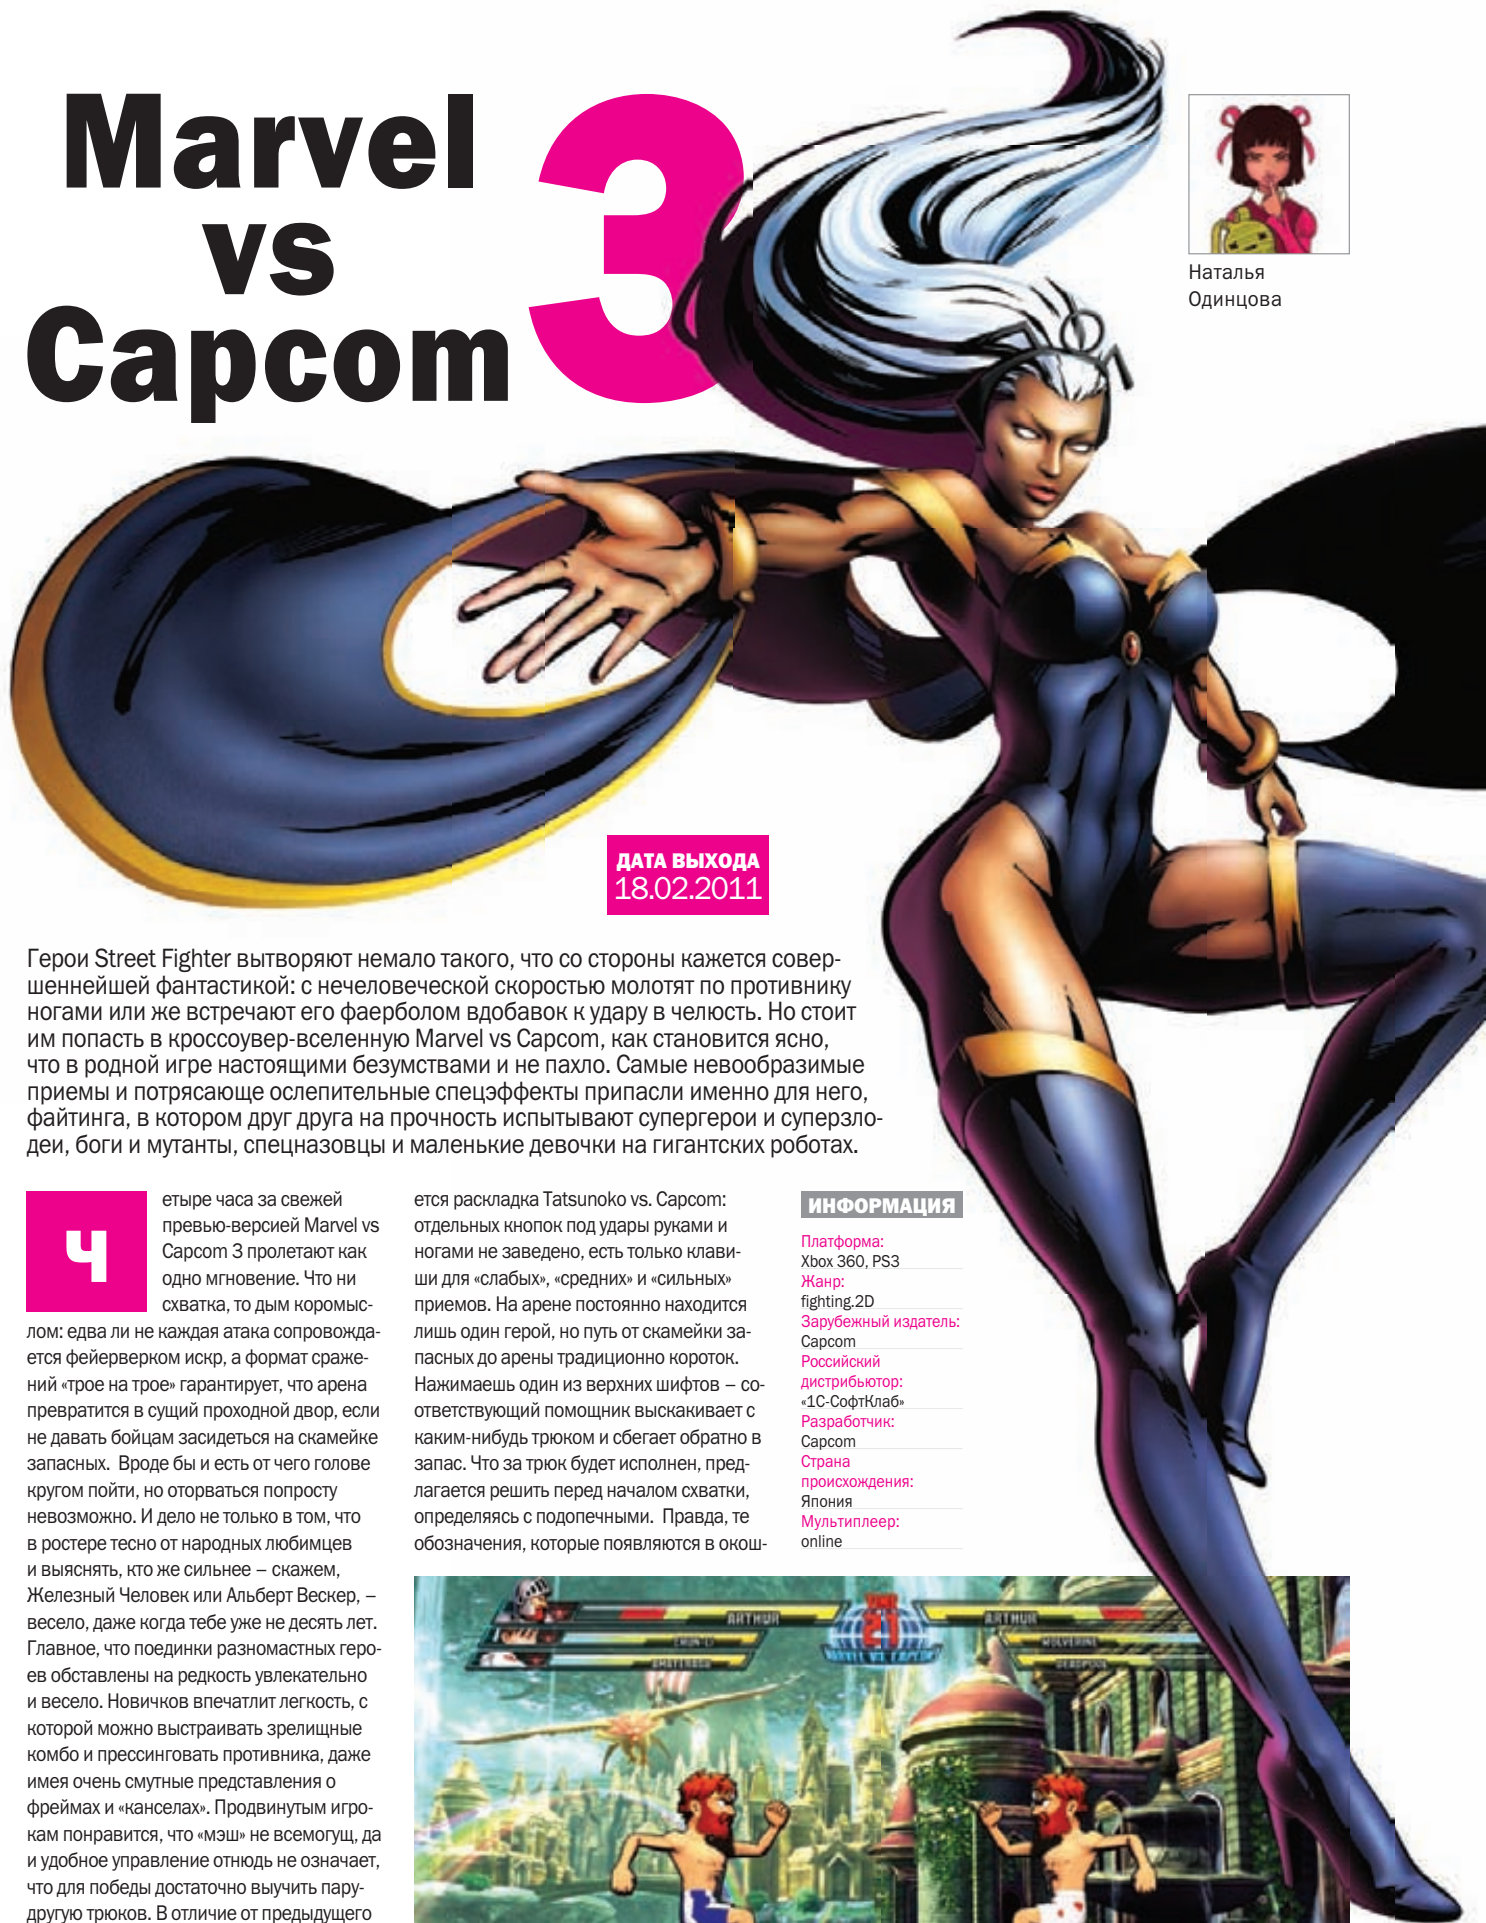 Marvel
vs
Capcom
3
Наталья
Одинцова
ДАТА ВЫХОДА
18.02.2011
Герои Street Fighter вытворяют немало такого, что со стороны кажется совер-
шеннейшей фантастикой: с нечеловеческой скоростью молотят по противнику
ногами или же встречают его фаерболом вдобавок к удару в челюсть. Но стоит
им попасть в кроссоувер-вселенную Marvel vs Capcom, как становится ясно,
что в родной игре настоящими безумствами и не пахло. Самые невообразимые
приемы и потрясающе ослепительные спецэффекты припасли именно для него,
файтинга, в котором друг друга на прочность испытывают супергерои и суперзло-
деи, боги и мутанты, спецназовцы и маленькие девочки на гигантских роботах.
Ч
етыре часа за свежей
превью-версией Marvel vs
Capcom 3 пролетают как
одно мгновение. Что ни
схватка, то дым коромыс-
лом: едва ли не каждая атака сопровожда-
ется фейерверком искр, а формат сраже-
ний «трое на трое» гарантирует, что арена
превратится в сущий проходной двор, если
не давать бойцам засидеться на скамейке
запасных. Вроде бы и есть от чего голове
кругом пойти, но оторваться попросту
невозможно. И дело не только в том, что
в ростере тесно от народных любимцев
и выяснять, кто же сильнее – скажем,
Железный Человек или Альберт Вескер, –
весело, даже когда тебе уже не десять лет.
Главное, что поединки разномастных геро-
ев обставлены на редкость увлекательно
и весело. Новичков впечатлит легкость, с
которой можно выстраивать зрелищные
комбо и прессинговать противника, даже
имея очень смутные представления о
фреймах и «канселах». Продвинутым игро-
кам понравится, что «мэш» не всемогущ, да
и удобное управление отнюдь не означает,
что для победы достаточно выучить пару-
другую трюков. В отличие от предыдущего
ется раскладка Tatsunoko vs. Capcom:
отдельных кнопок под удары руками и
ногами не заведено, есть только клави-
ши для «слабых», «средних» и «сильных»
приемов. На арене постоянно находится
лишь один герой, но путь от скамейки за-
пасных до арены традиционно короток.
Нажимаешь один из верхних шифтов – со-
ответствующий помощник выскакивает с
каким-нибудь трюком и сбегает обратно в
запас. Что за трюк будет исполнен, пред-
лагается решить перед началом схватки,
определяясь с подопечными. Правда, те
обозначения, которые появляются в окош-
ИНФОРМАЦИЯ
Платформа:
Xbox 360, PS3
Жанр:
fighting.2D
Зарубежный издатель:
Capcom
Российский
дистрибьютор:
«1С-СофтКлаб»
Разработчик:
Capcom
Страна
происхождения:
Япония
Мультиплеер:
online
ARTHUR
TIME
21
ARTHUR
CHUN-LI
WOLVERINE
AMATERASU
MARVEL VS. CAPCOM
DEADPOOL